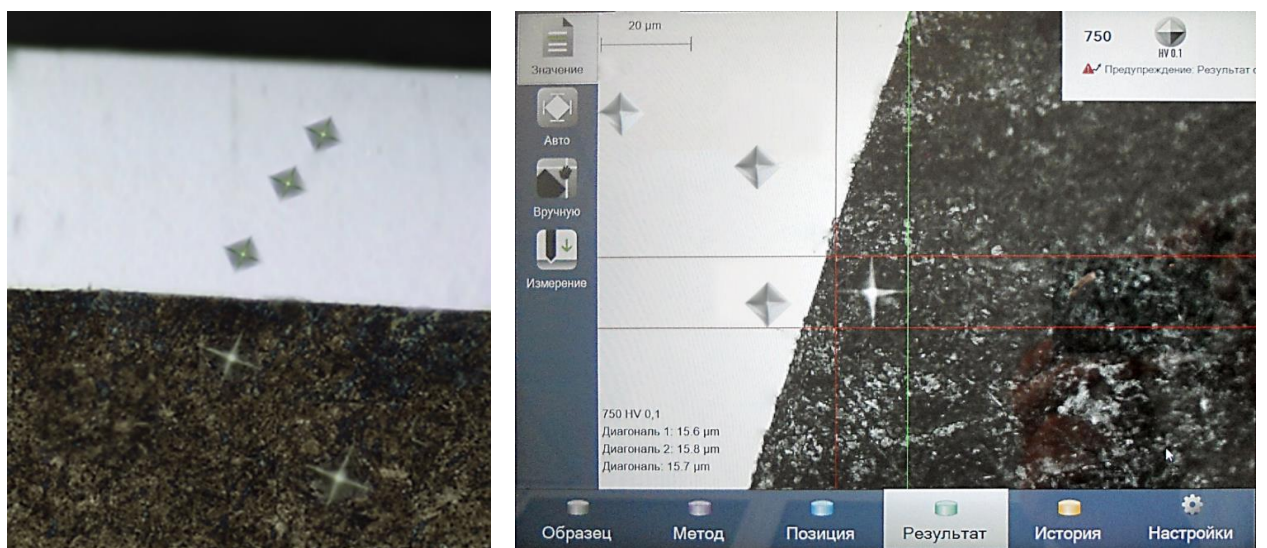 Значение
Авто
Вручную
Измерение
20 µm
750
HV 0.1
Предупреждение: Результат
750 HV 0,1
Диагональ 1: 15.6 µm
Диагональ 2: 15.8 µm
Диагональ: 15.7 µm
Образец
Метод
Позиция
Результат
История
Настройки